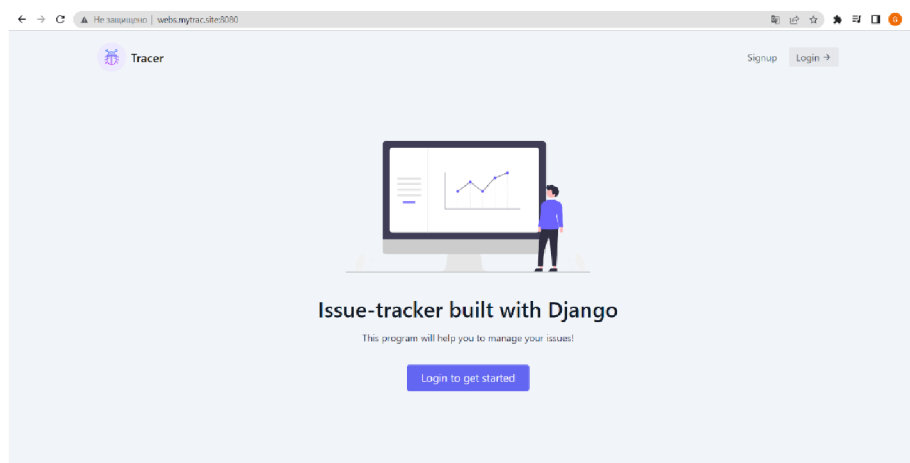 Не защищено | webs.mytrac.site:8080
Tracer
Signup
Login →
Issue-tracker built with Django
This program will help you to manage your issues!
Login to get started